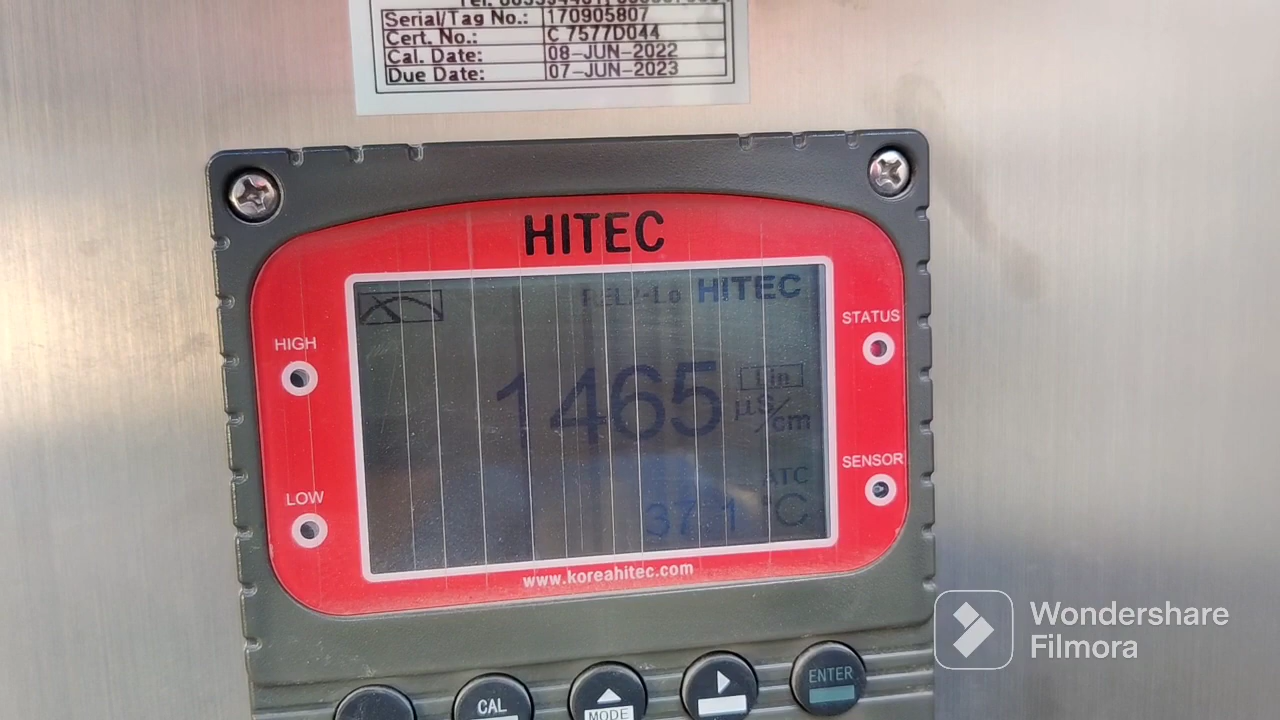 Serial/Tag No.: 170905807
Cert. No.: C 7577D044
Cal. Date: 08-JUN-2022
Due Date: 07-JUN-2023
HITEC
REL2-Lo HITEC
STATUS
HIGH
1465 Lin
µS/cm
SENSOR
ATC
LOW
37.1 °C
www.koreahitec.com
Wondershare
Filmora
ENTER
CAL
MODE